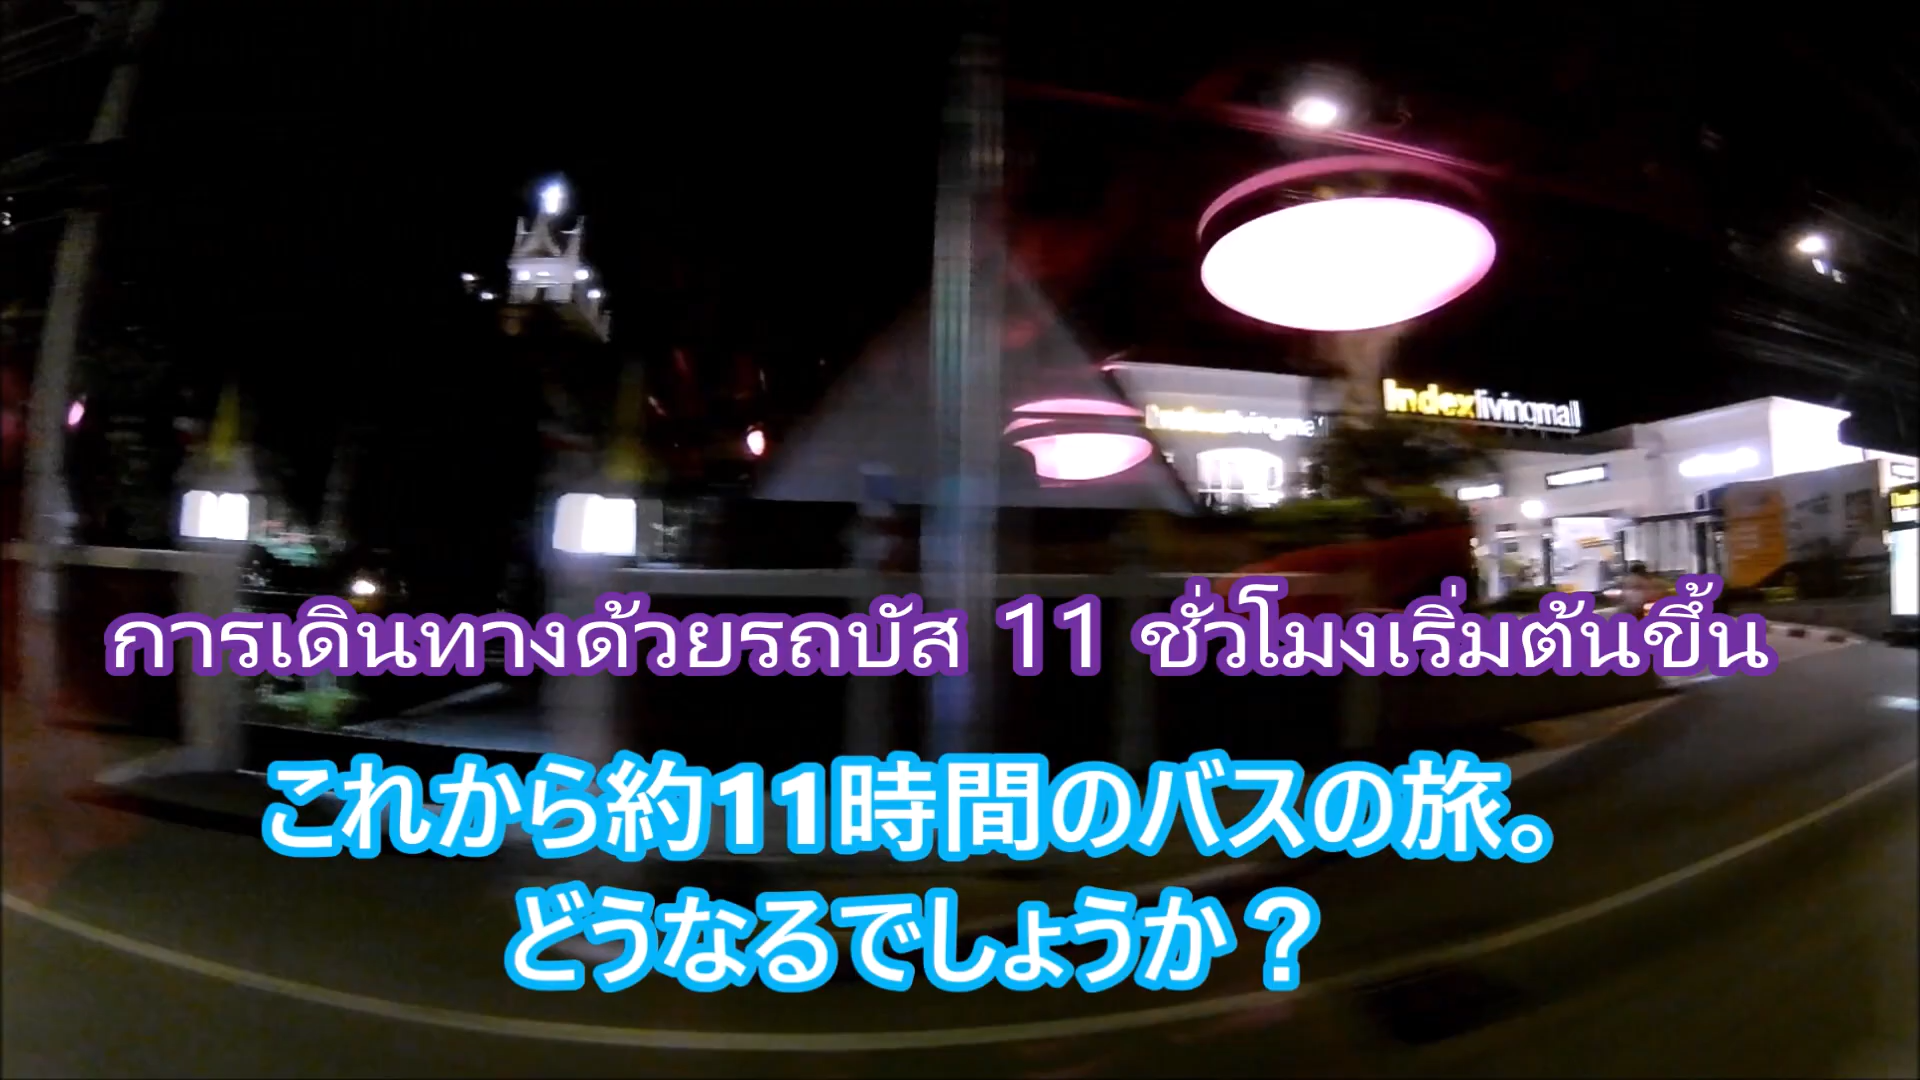 Indexlivingmall
Indexlivingmall
การเดินทางด้วยรถบัส 11 ชั่วโมงเริ่มต้นขึ้น
これから約11時間のバスの旅。
どうなるでしょうか？